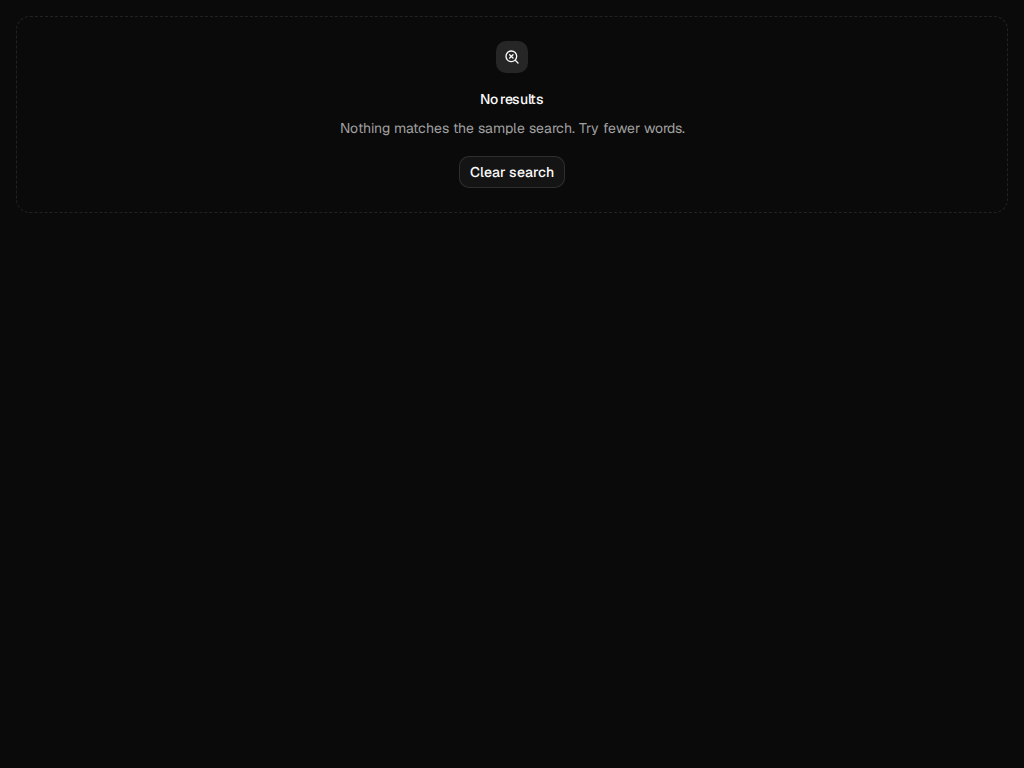 No results
Nothing matches the sample search. Try fewer words.
Clear search